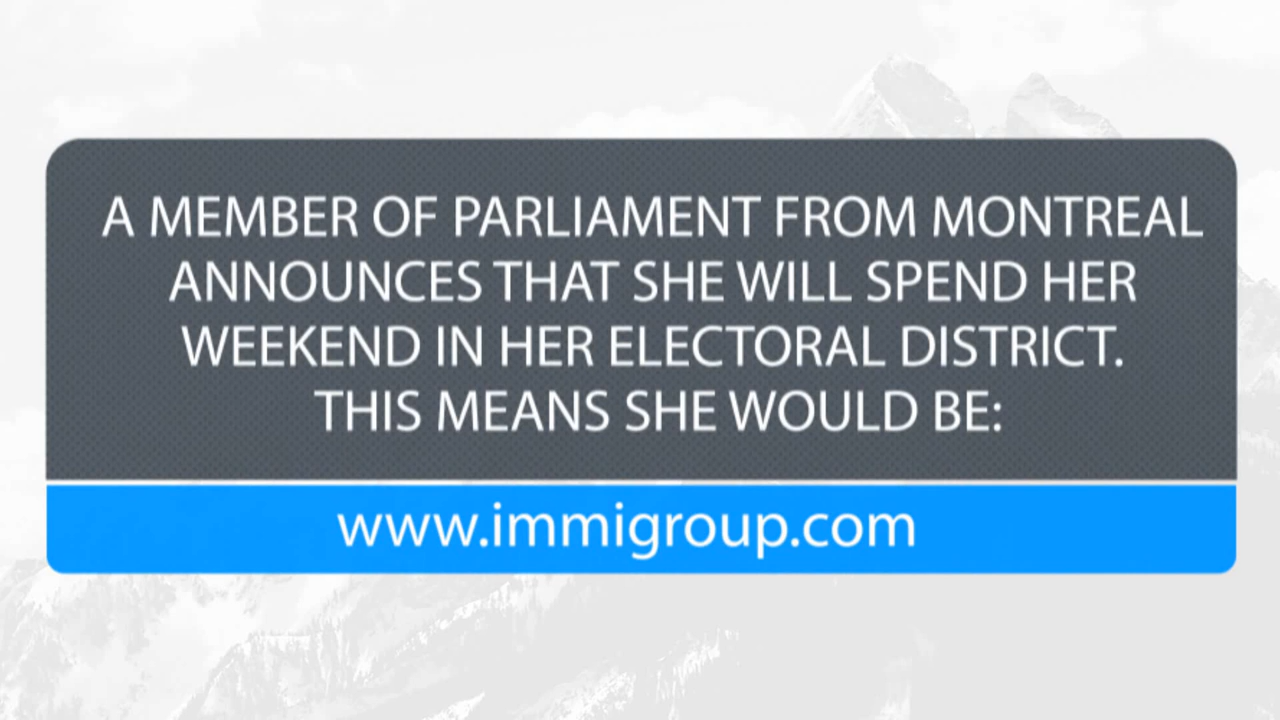 A MEMBER OF PARLIAMENT FROM MONTREAL
ANNOUNCES THAT SHE WILL SPEND HER
WEEKEND IN HER ELECTORAL DISTRICT.
THIS MEANS SHE WOULD BE:
www.immigroup.com